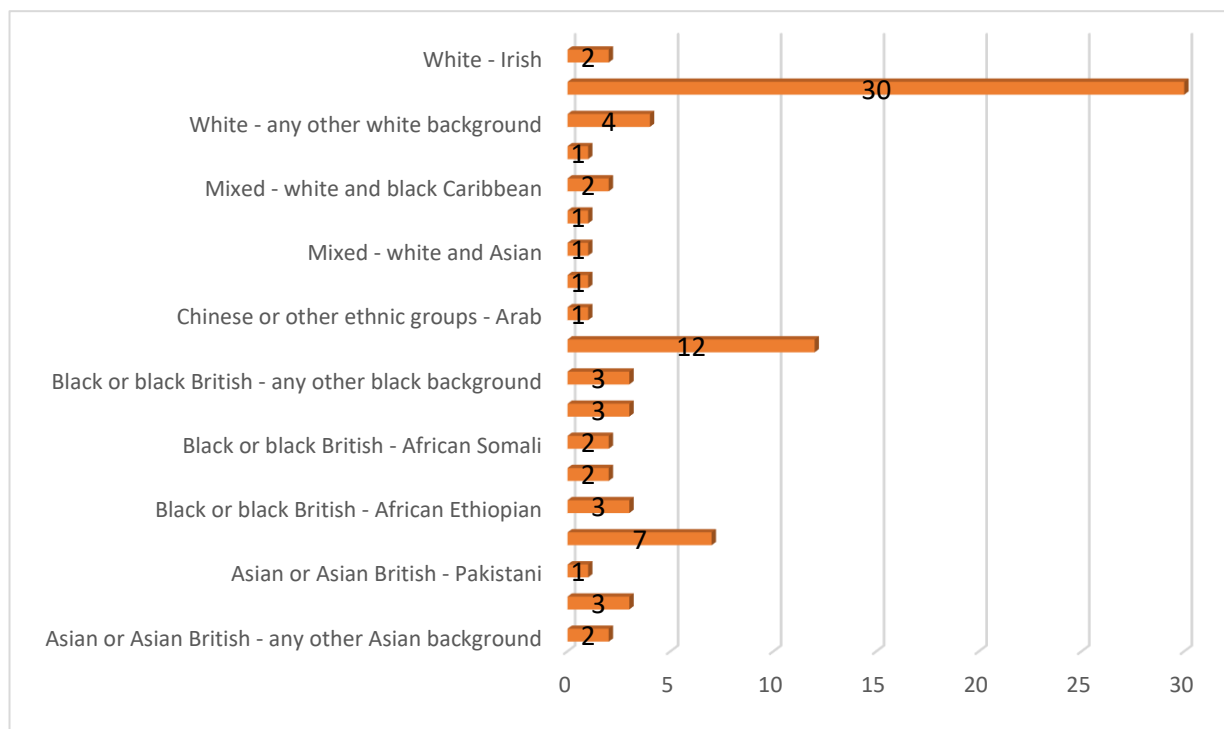 White - Irish 2
30
White - any other white background 4
1
Mixed - white and black Caribbean 2
1
Mixed - white and Asian 1
1
Chinese or other ethnic groups - Arab 1
12
Black or black British - any other black background 3
3
Black or black British - African Somali 2
2
Black or black British - African Ethiopian 3
7
Asian or Asian British - Pakistani 1
3
Asian or Asian British - any other Asian background 2
0 5 10 15 20 25 30